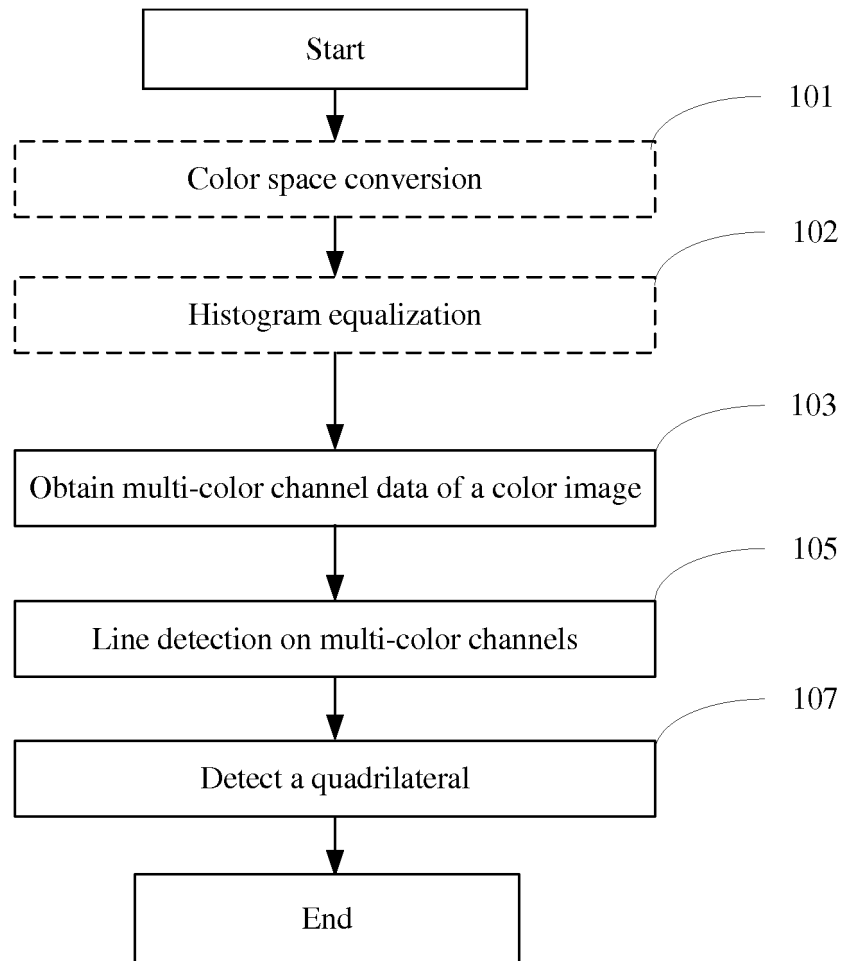 Start
101
Color space conversion
102
Histogram equalization
103
Obtain multi-color channel data of a color image
105
Line detection on multi-color channels
107
Detect a quadrilateral
End